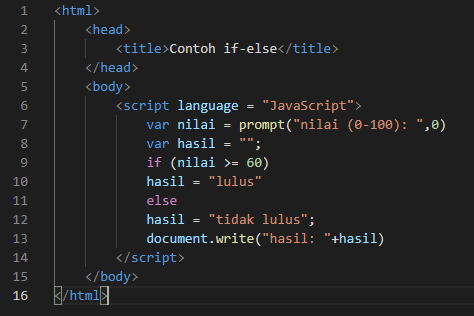 1 <html>
2 <head>
3 <title>Contoh if-else</title>
4 </head>
5 <body>
6 <script language = "JavaScript">
7 var nilai = prompt("nilai (0-100): ",0)
8 var hasil = "";
9 if (nilai >= 60)
10 hasil = "lulus"
11 else
12 hasil = "tidak lulus";
13 document.write("hasil: "+hasil)
14 </script>
15 </body>
16 </html>